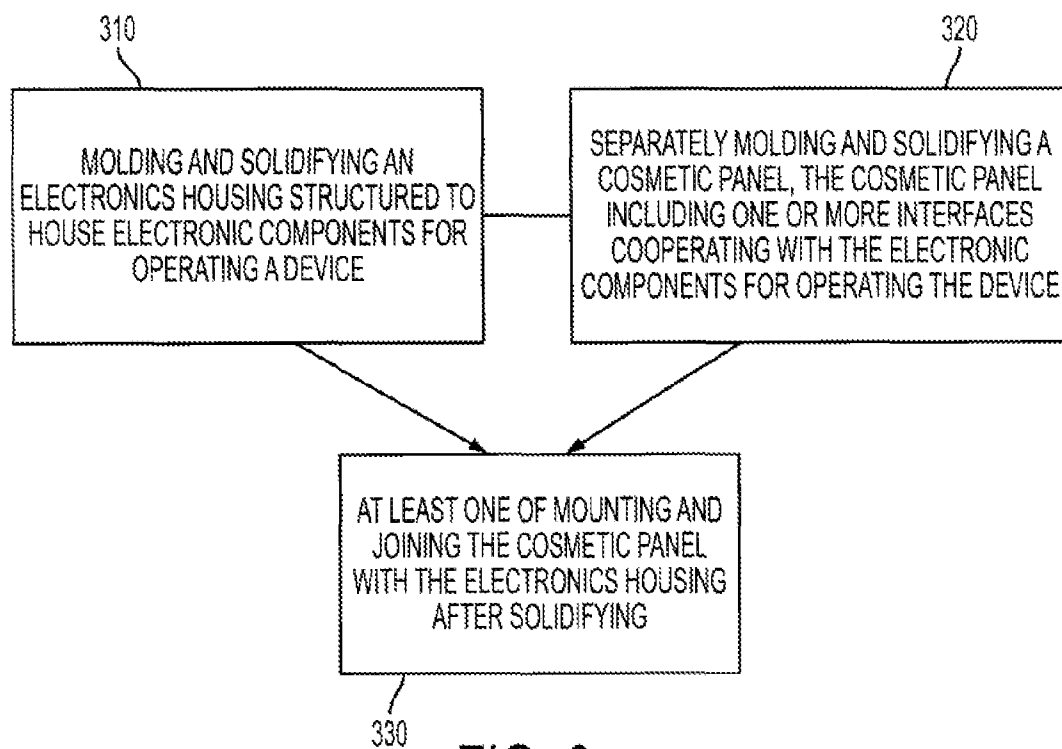 310
320
MOLDING AND SOLIDIFYING AN
ELECTRONICS HOUSING STRUCTURED TO
HOUSE ELECTRONIC COMPONENTS FOR
OPERATING A DEVICE
SEPARATELY MOLDING AND SOLIDIFYING A
COSMETIC PANEL, THE COSMETIC PANEL
INCLUDING ONE OR MORE INTERFACES
COOPERATING WITH THE ELECTRONIC
COMPONENTS FOR OPERATING THE DEVICE
AT LEAST ONE OF MOUNTING AND
JOINING THE COSMETIC PANEL
WITH THE ELECTRONICS HOUSING
AFTER SOLIDIFYING
330